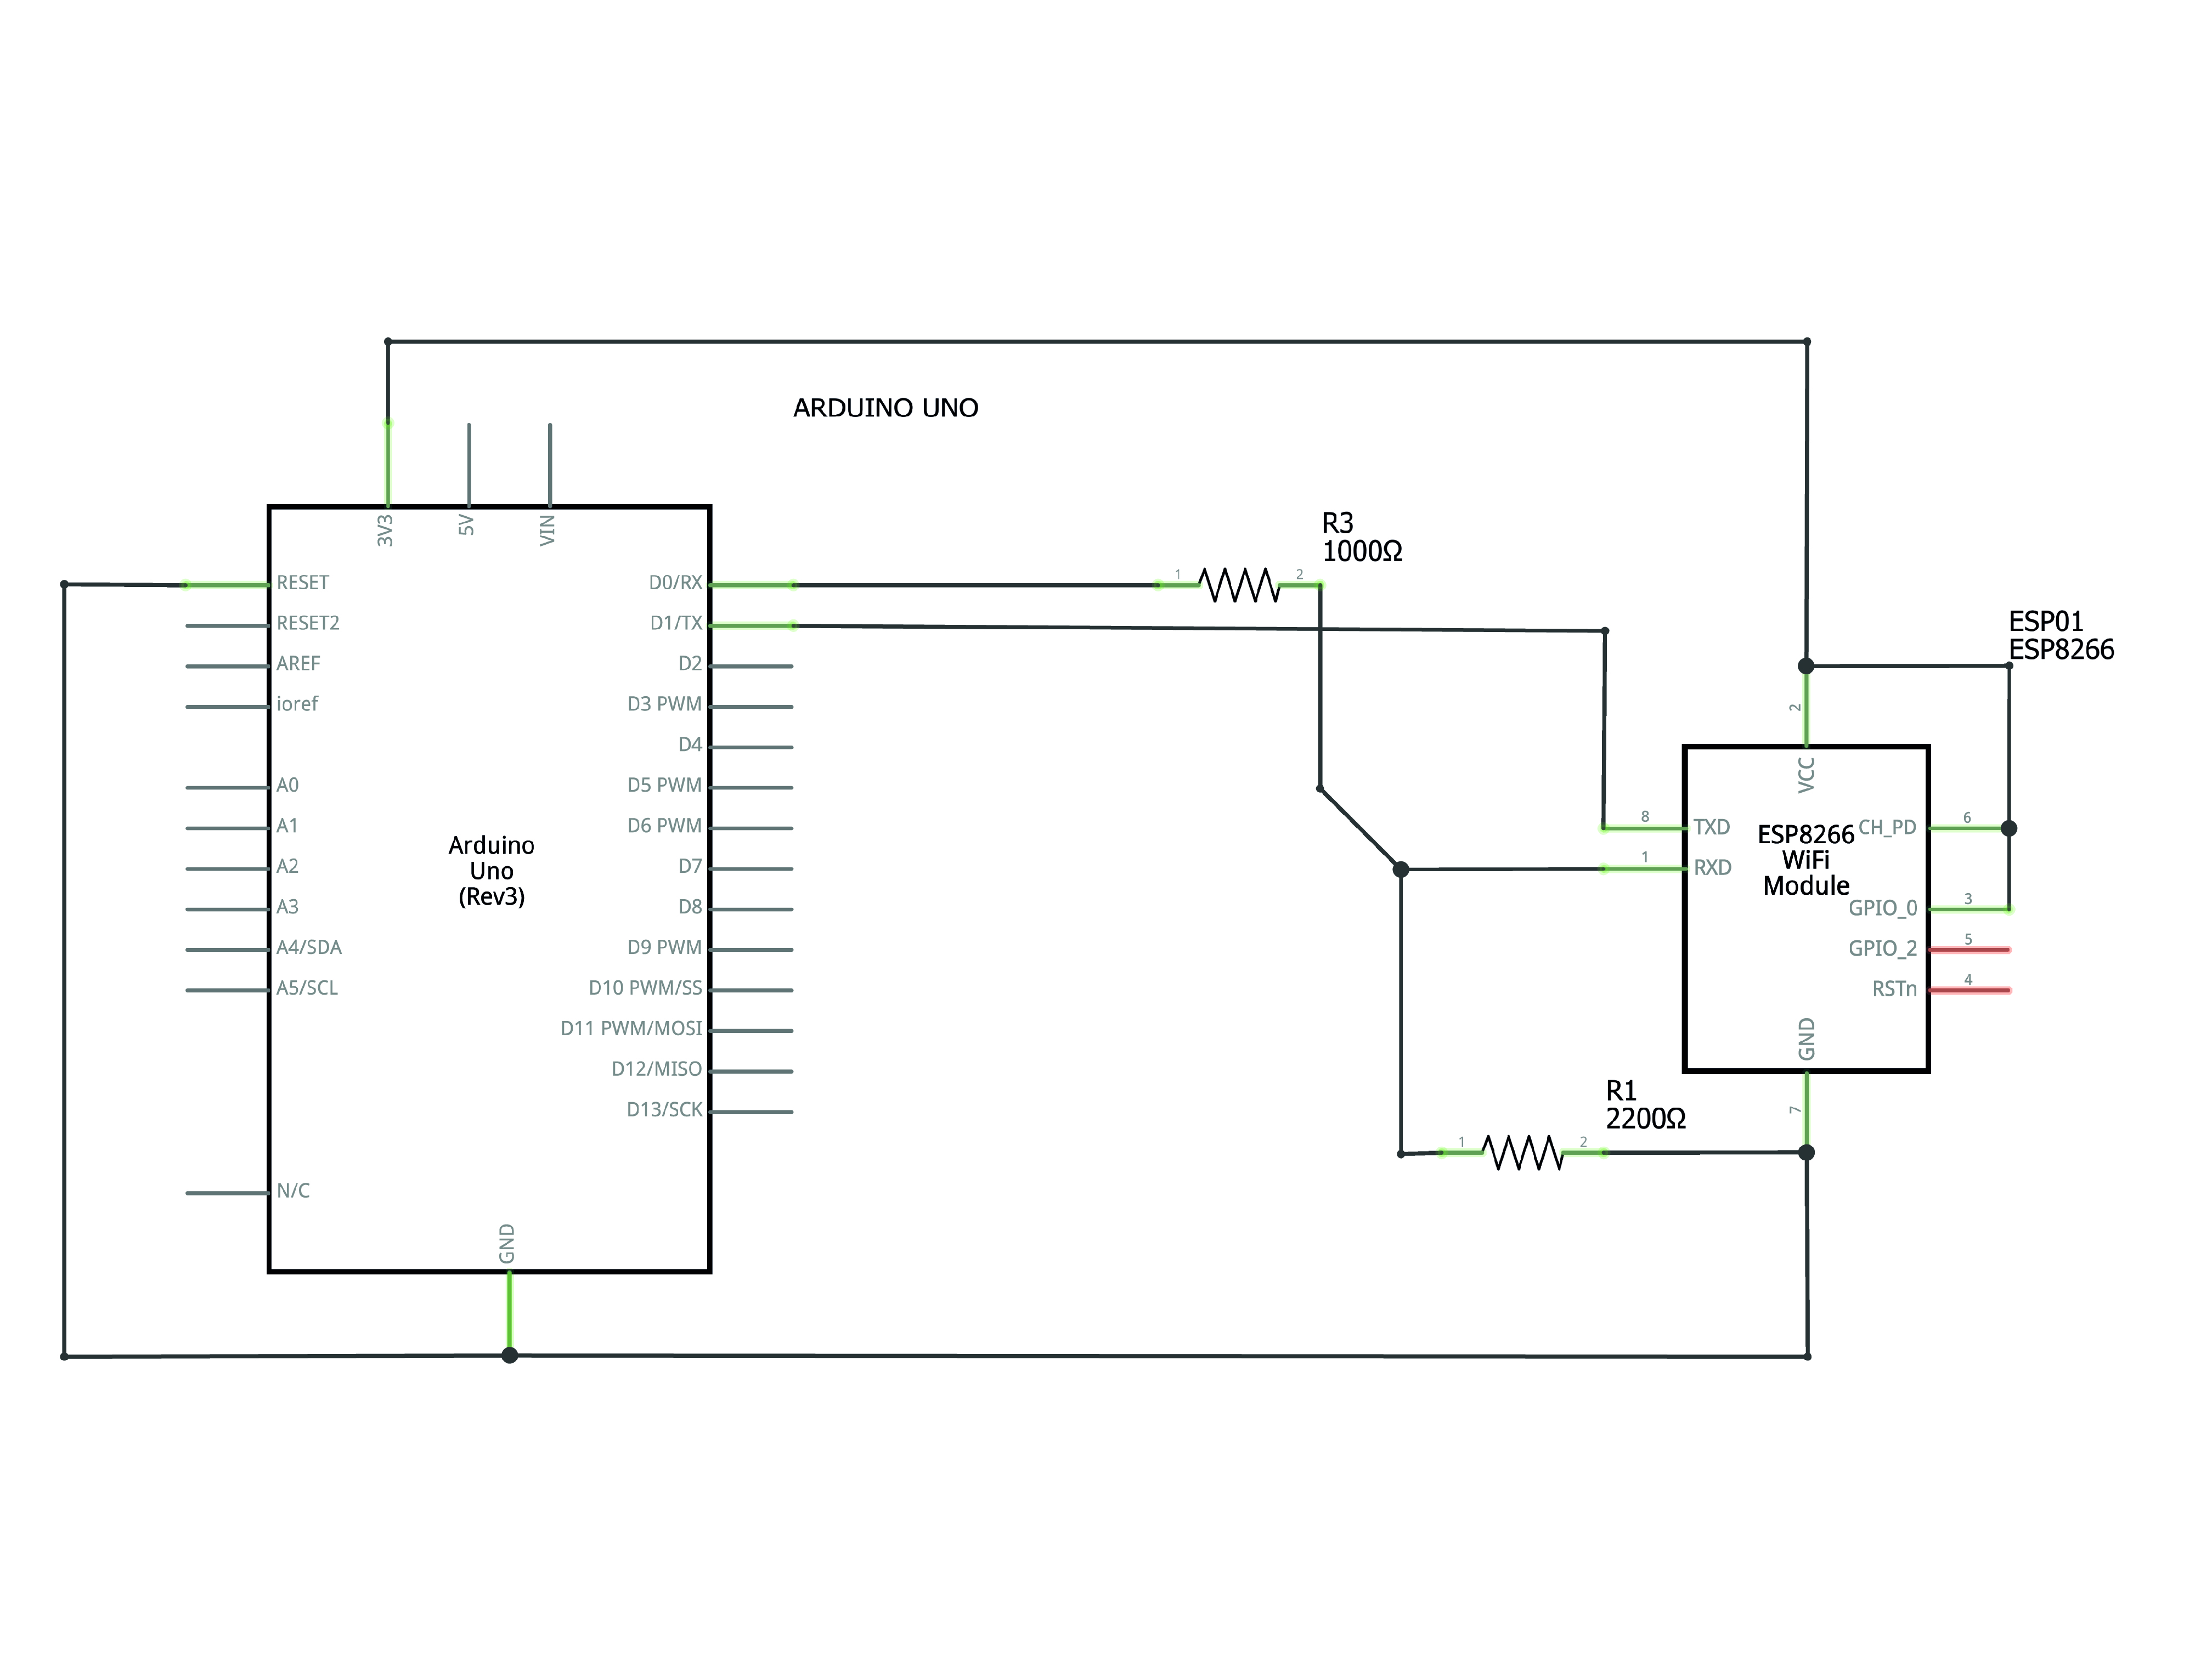 ARDUINO UNO
3V3
5V
VIN
RESET
RESET2
AREF
ioref
A0
A1
A2
A3
A4/SDA
A5/SCL
N/C
Arduino
Uno
(Rev3)
GND
D0/RX
D1/TX
D2
D3 PWM
D4
D5 PWM
D6 PWM
D7
D8
D9 PWM
D10 PWM/SS
D11 PWM/MOSI
D12/MISO
D13/SCK
R3
1000Ω
1
2
ESP01
ESP8266
2
VCC
8
TXD
1
RXD
ESP8266
WiFi
Module
CH_PD
6
GPIO_0
3
GPIO_2
5
RSTn
4
GND
7
R1
2200Ω
1
2